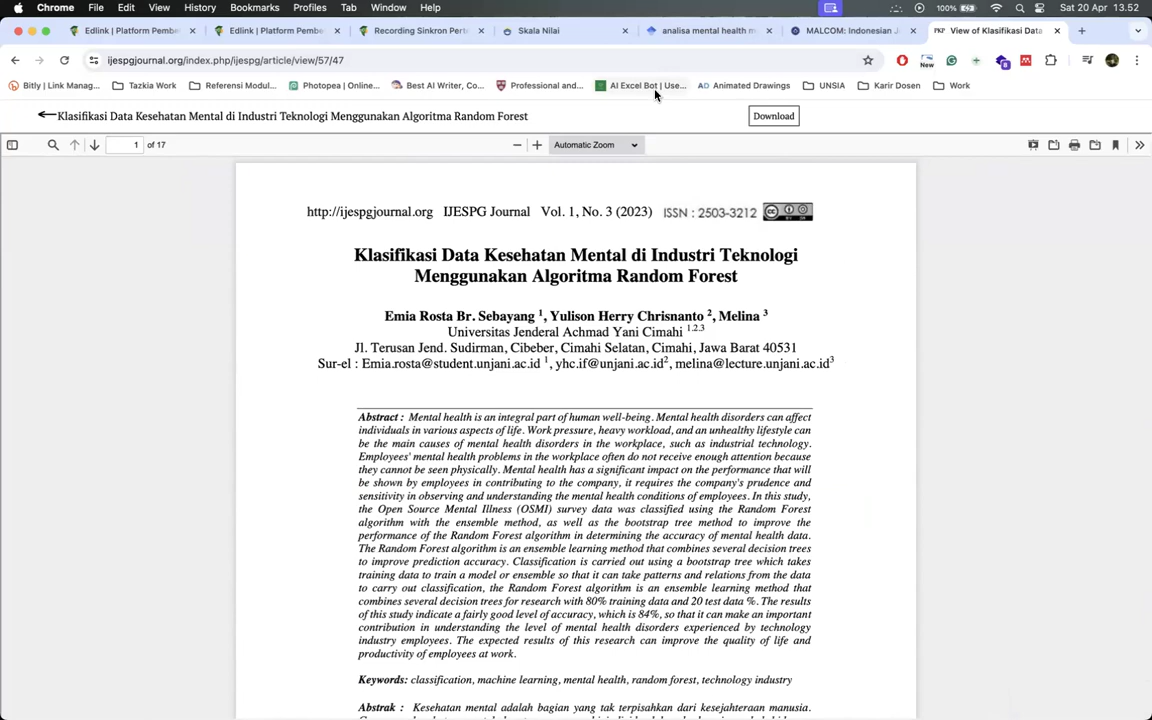 Chrome File Edit View History Bookmarks Profiles Tab Window Help 100% Sat 20 Apr 13.52
Edlink | Platform Pembe Edlink | Platform Pembe Recording Sinkron Pert Skala Nilai analisa mental health m MALCOM: Indonesian J View of Klasifikasi Data
ijespgjournal.org/index.php/ijespg/article/view/57/47
Bitly | Link Manag... Tazkia Work Referensi Modul... Photopea | Online... Best AI Writer, Co... Professional and... AI Excel Bot | Use... Animated Drawings UNSIA Karir Dosen Work
Klasifikasi Data Kesehatan Mental di Industri Teknologi Menggunakan Algoritma Random Forest Download
1 of 17 Automatic Zoom
http://ijespgjournal.org IJESPG Journal Vol. 1, No. 3 (2023) ISSN : 2503-3212
Klasifikasi Data Kesehatan Mental di Industri Teknologi
Menggunakan Algoritma Random Forest
Emia Rosta Br. Sebayang 1, Yulison Herry Chrisnanto 2, Melina 3
Universitas Jenderal Achmad Yani Cimahi 1.2.3
Jl. Terusan Jend. Sudirman, Cibeber, Cimahi Selatan, Cimahi, Jawa Barat 40531
Sur-el : Emia.rosta@student.unjani.ac.id 1, yhc.if@unjani.ac.id2, melina@lecture.unjani.ac.id3
Abstract : Mental health is an integral part of human well-being. Mental health disorders can affect
individuals in various aspects of life. Work pressure, heavy workload, and an unhealthy lifestyle can
be the main causes of mental health disorders in the workplace, such as industrial technology.
Employees' mental health problems in the workplace often do not receive enough attention because
they cannot be seen physically. Mental health has a significant impact on the performance that will
be shown by employees in contributing to the company, it requires the company's prudence and
sensitivity in observing and understanding the mental health conditions of employees. In this study,
the Open Source Mental Illness (OSMI) survey data was classified using the Random Forest
algorithm with the ensemble method, as well as the bootstrap tree method to improve the
performance of the Random Forest algorithm in determining the accuracy of mental health data.
The Random Forest algorithm is an ensemble learning method that combines several decision trees
to improve prediction accuracy. Classification is carried out using a bootstrap tree which takes
training data to train a model or ensemble so that it can take patterns and relations from the data
to carry out classification, the Random Forest algorithm is an ensemble learning method that
combines several decision trees for research with 80% training data and 20 test data %. The results
of this study indicate a fairly good level of accuracy, which is 84%, so that it can make an important
contribution in understanding the level of mental health disorders experienced by technology
industry employees. The expected results of this research can improve the quality of life and
productivity of employees at work.
Keywords: classification, machine learning, mental health, random forest, technology industry
Abstrak : Kesehatan mental adalah bagian yang tak terpisahkan dari kesejahteraan manusia.